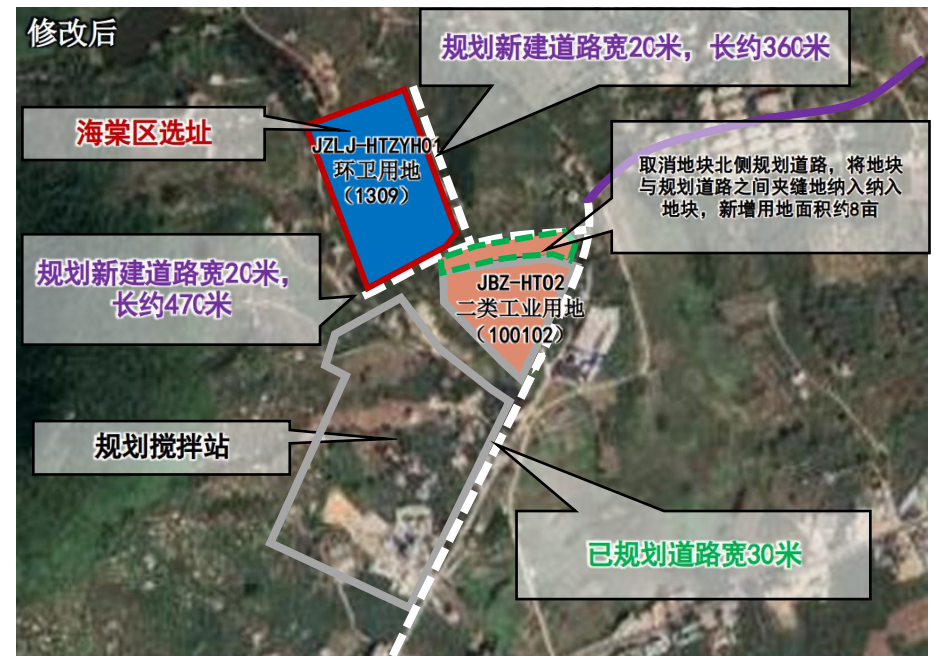 修改后
规划新建道路宽20米，长约360米
海棠区选址
JZLJ-HTZYH01
环卫用地
（1309）
取消地块北侧规划道路，将地块
与规划道路之间夹缝地纳入纳入
地块，新增用地面积约8亩
规划新建道路宽20米，
长约470米
JBZ-HT02
二类工业用地
（100102）
规划搅拌站
已规划道路宽30米